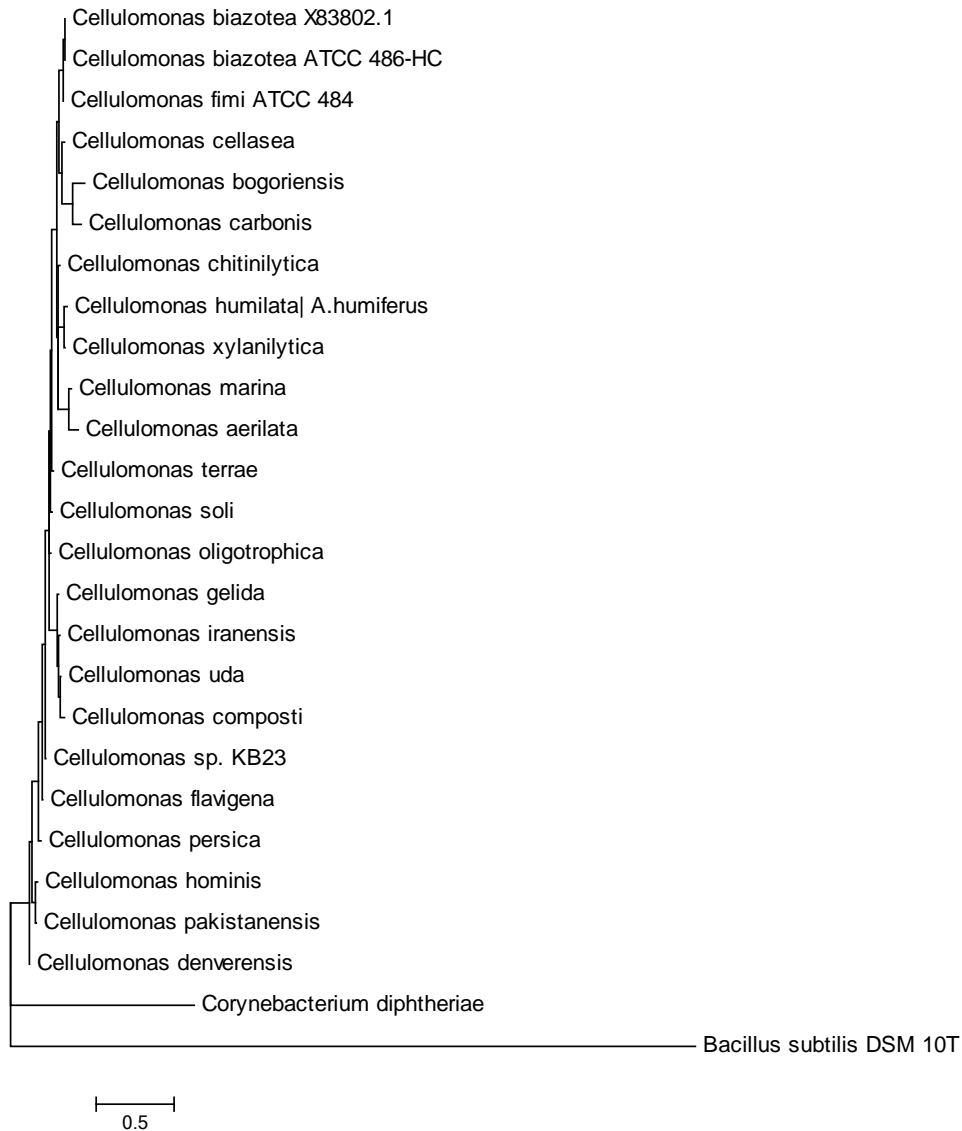 Cellulomonas biazotea X83802.1
Cellulomonas biazotea ATCC 486-HC
Cellulomonas fimi ATCC 484
Cellulomonas cellasea
Cellulomonas bogoriensis
Cellulomonas carbonis
Cellulomonas chitinilytica
Cellulomonas humilata| A.humiferus
Cellulomonas xylanilytica
Cellulomonas marina
Cellulomonas aerilata
Cellulomonas terrae
Cellulomonas soli
Cellulomonas oligotrophica
Cellulomonas gelida
Cellulomonas iranensis
Cellulomonas uda
Cellulomonas composti
Cellulomonas sp. KB23
Cellulomonas flavigena
Cellulomonas persica
Cellulomonas hominis
Cellulomonas pakistanensis
Cellulomonas denverensis
Corynebacterium diphtheriae
Bacillus subtilis DSM 10T
0.5